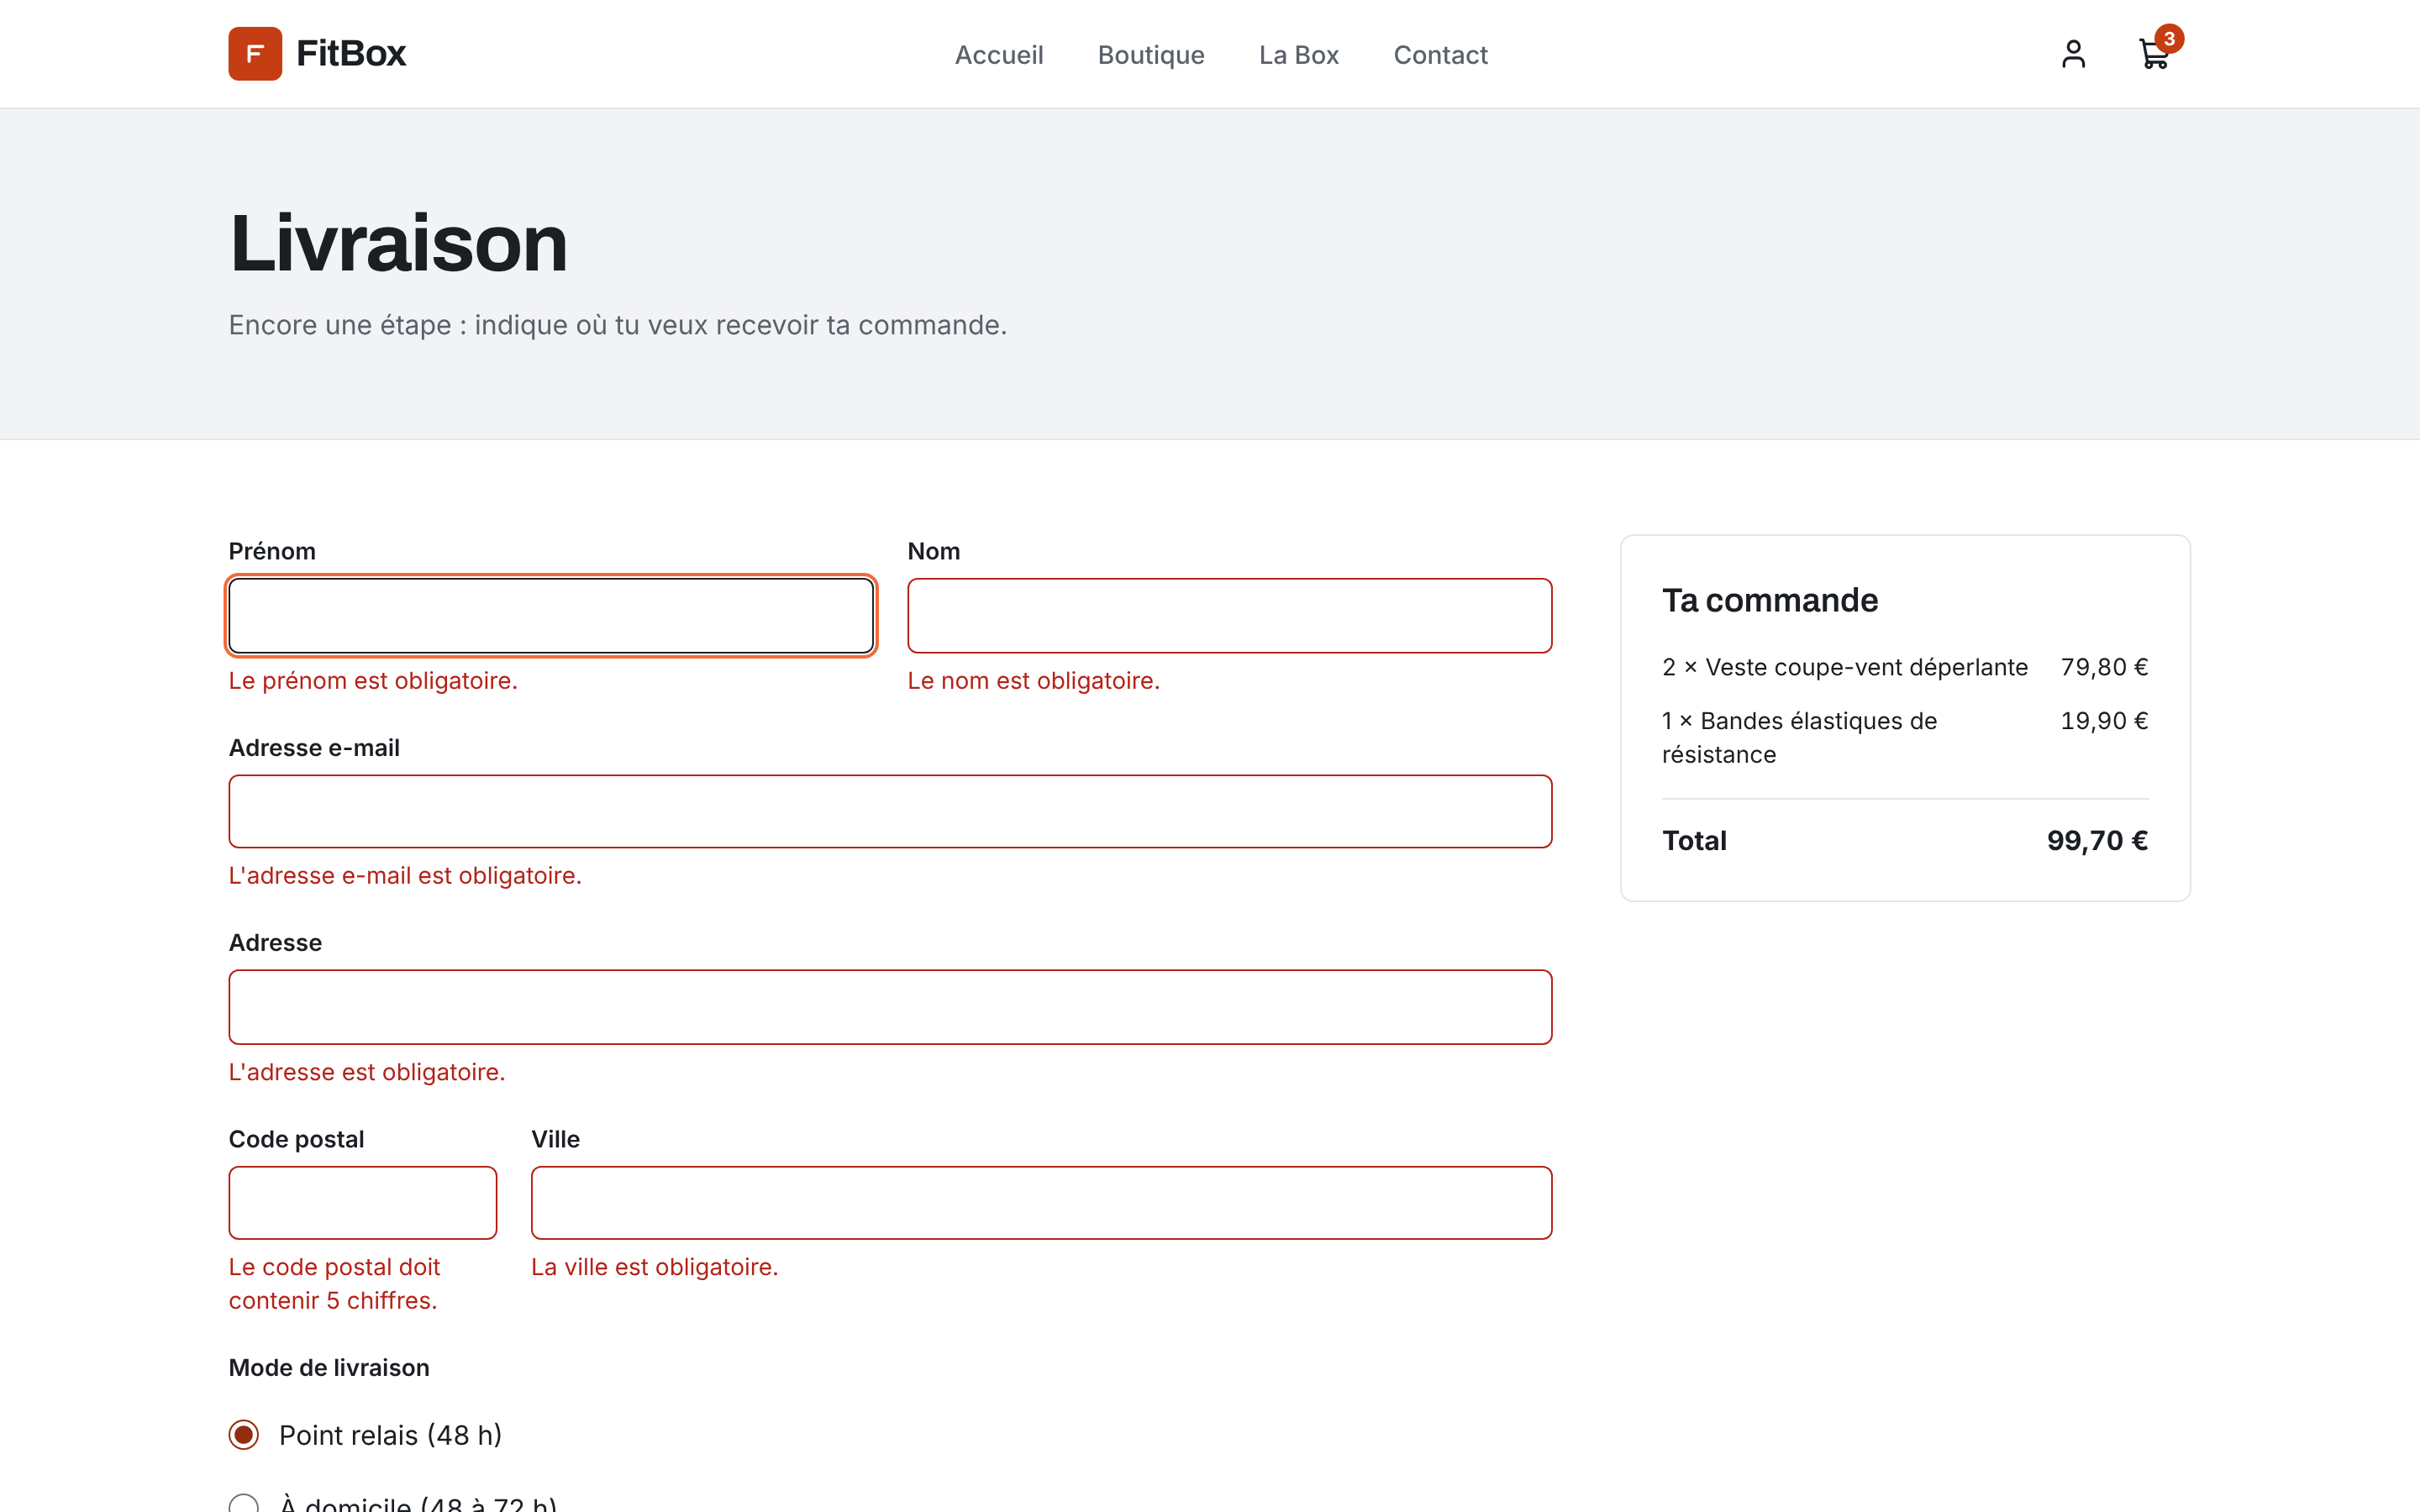 F FitBox
Accueil Boutique La Box Contact
3
Livraison
Encore une étape : indique où tu veux recevoir ta commande.
Prénom
Le prénom est obligatoire.
Nom
Le nom est obligatoire.
Adresse e-mail
L'adresse e-mail est obligatoire.
Adresse
L'adresse est obligatoire.
Code postal
Le code postal doit
contenir 5 chiffres.
Ville
La ville est obligatoire.
Mode de livraison
Point relais (48 h)
À domicile (48 à 72 h)
Ta commande
2 × Veste coupe-vent déperlante 79,80 €
1 × Bandes élastiques de 19,90 €
résistance
Total 99,70 €